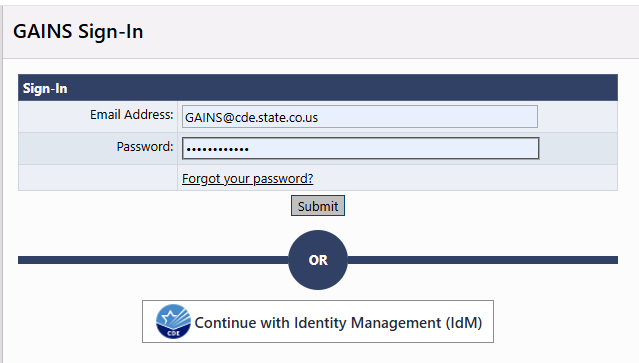 GAINS Sign-In
Sign-In
Email Address: GAINS@cde.state.co.us
Password: ••••••••••••
Forgot your password?
Submit
OR
CDE Continue with Identity Management (IdM)